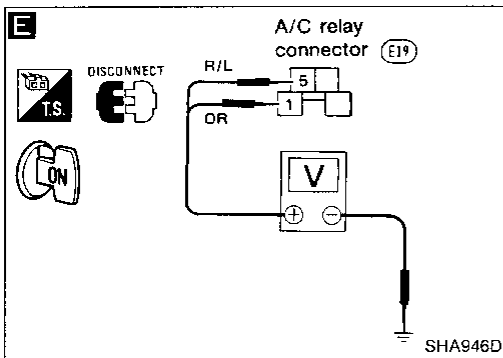 E
A/C relay
connector E19
DISCONNECT
R/L
5
T.S.
1
OR
ON
V
+ −
SHA946D